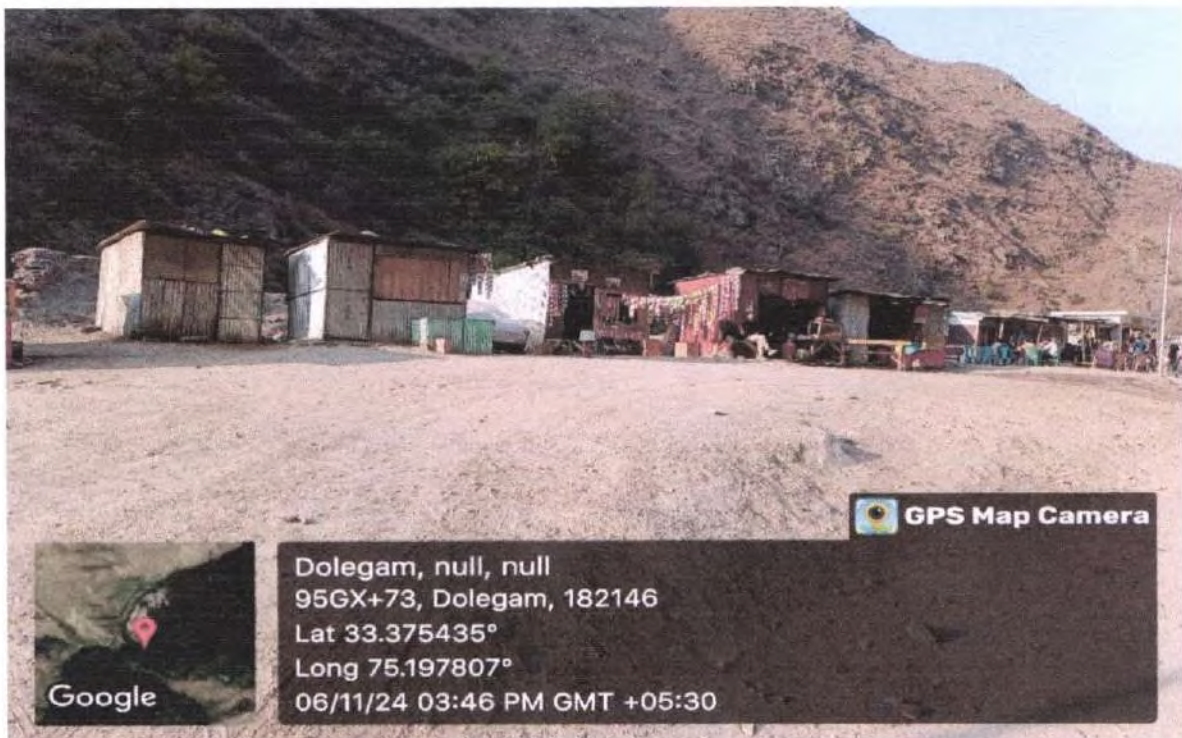 GPS Map Camera
Dolegam, null, null
95GX+73, Dolegam, 182146
Lat 33.375435°
Long 75.197807°
06/11/24 03:46 PM GMT +05:30
Google